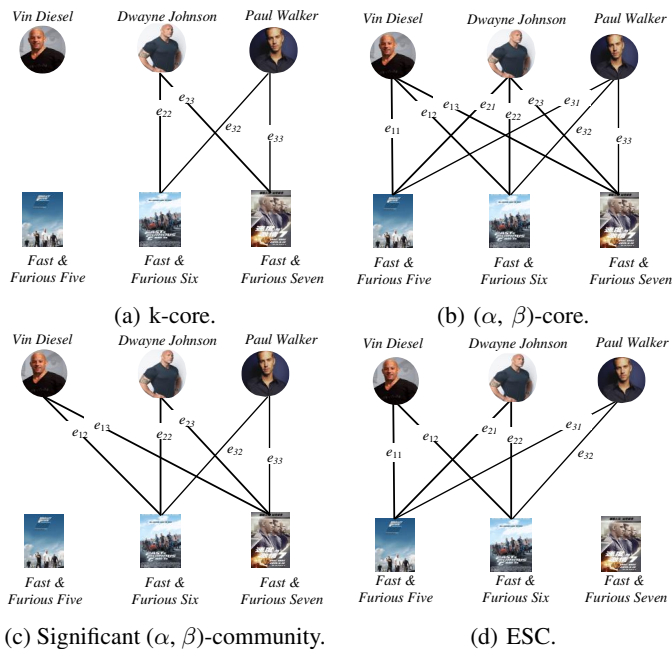 Vin Diesel Dwayne Johnson Paul Walker
e22 e23 e32 e33
Fast & Furious Five
Fast & Furious Six
Fast & Furious Seven
(a) k-core.
Vin Diesel Dwayne Johnson Paul Walker
e11 e12 e13 e21 e22 e23 e31 e32 e33
Fast & Furious Five
Fast & Furious Six
Fast & Furious Seven
(b) (α, β)-core.
Vin Diesel Dwayne Johnson Paul Walker
e12 e13 e22 e23 e32 e33
Fast & Furious Five
Fast & Furious Six
Fast & Furious Seven
(c) Significant (α, β)-community.
Vin Diesel Dwayne Johnson Paul Walker
e11 e12 e21 e22 e31 e32
Fast & Furious Five
Fast & Furious Six
Fast & Furious Seven
(d) ESC.